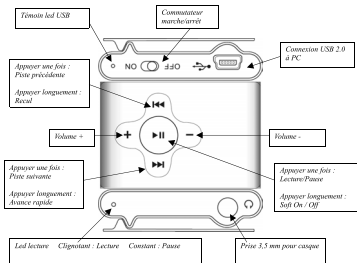 Témoin led USB
Commutateur
marche/arrêt
Connexion USB 2.0
à PC
NO
OFF
Appuyer une fois :
Piste précédente
Appuyer longuement :
Recul
Volume +
Volume -
Appuyer une fois :
Piste suivante
Appuyer longuement :
Avance rapide
Appuyer une fois :
Lecture/Pause
Appuyer longuement :
Soft On / Off
Led lecture Clignotant : Lecture Constant : Pause
Prise 3,5 mm pour casque